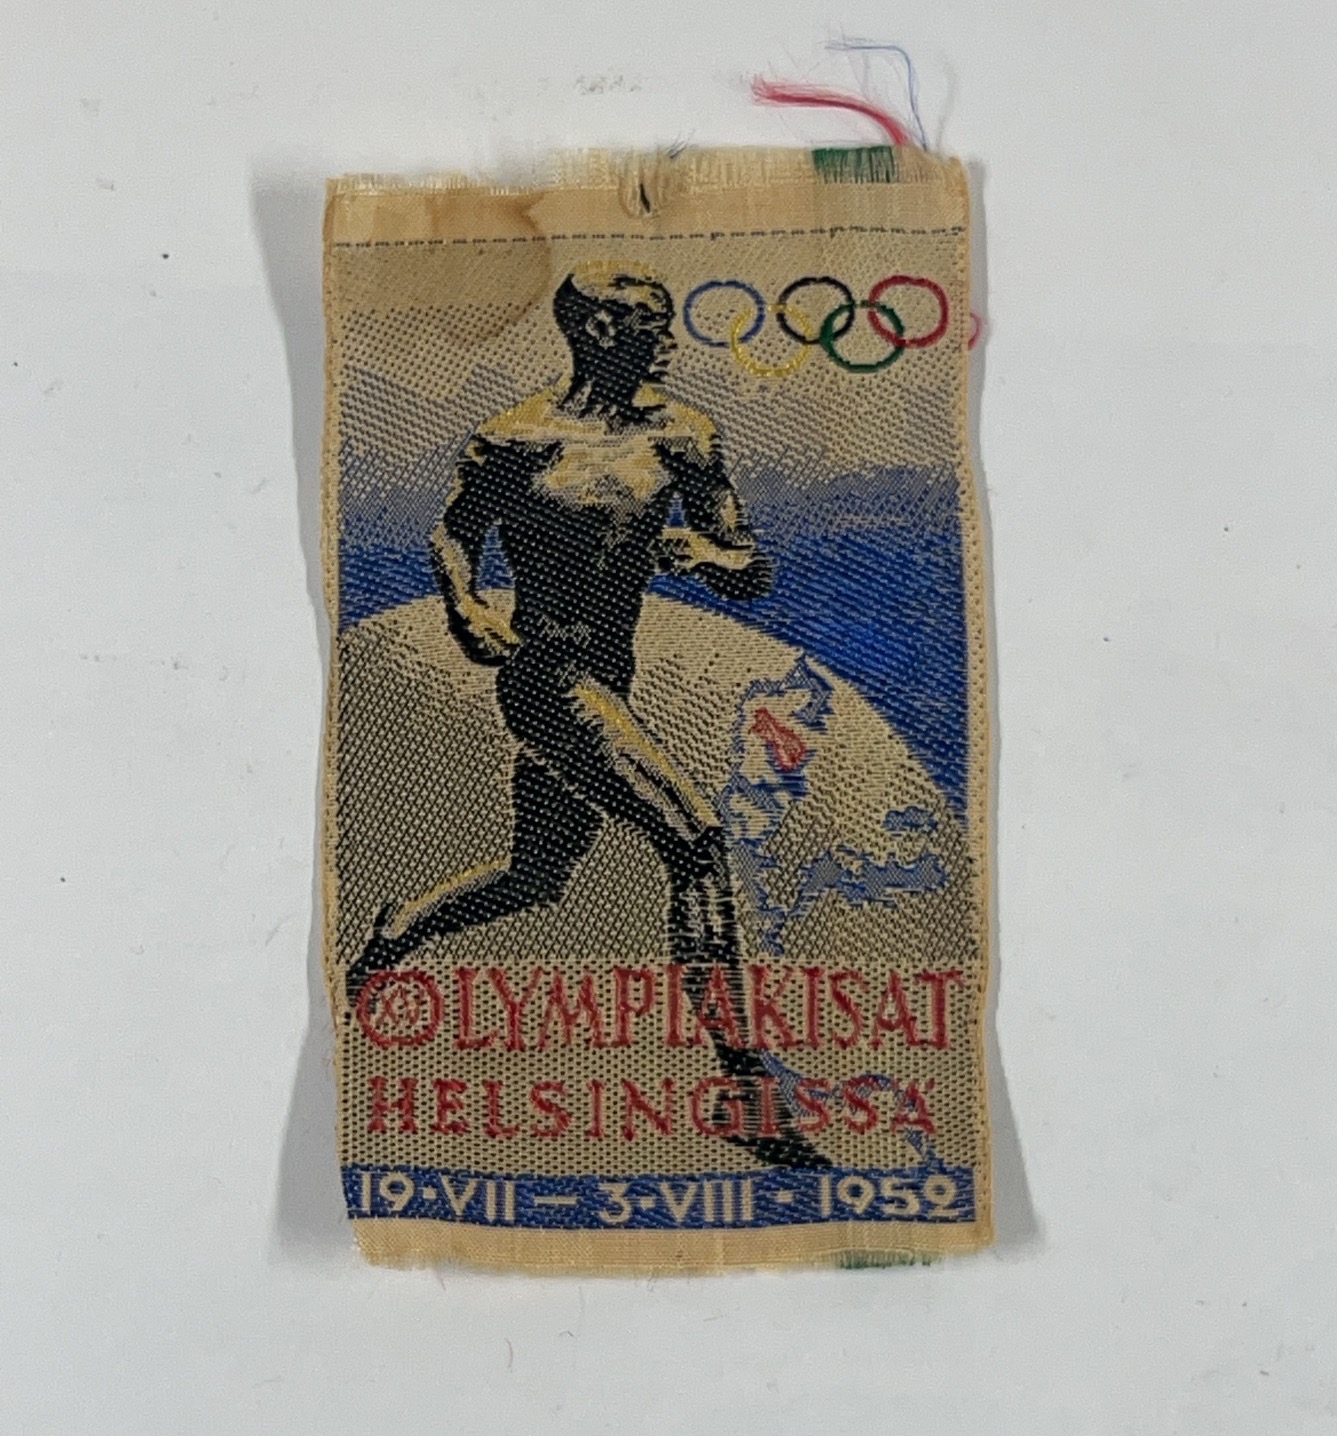 XV OLYMPIAKISAT
HELSINGISSÄ
19·VII – 3·VIII · 1952